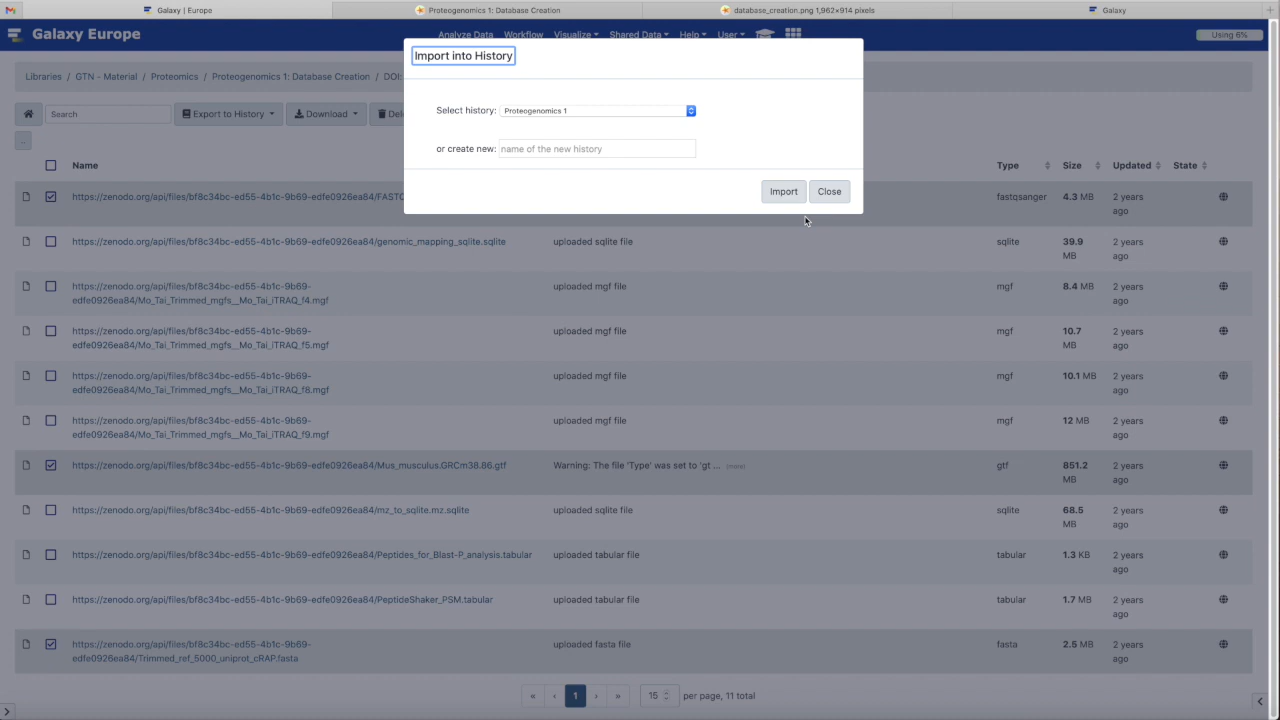 Galaxy | Europe
Proteogenomics 1: Database Creation
database_creation.png 1,962×914 pixels
Galaxy
Galaxy Europe
Analyze Data Workflow Visualize Shared Data Help User
Using 6%
Import into History
Libraries / GTN - Material / Proteomics / Proteogenomics 1: Database Creation / DOI:
Select history: Proteogenomics 1
Search
Export to History
Download
or create new: name of the new history
..
Name
Type Size Updated State
Import
Close
https://zenodo.org/api/files/bf8c34bc-ed55-4b1c-9b69-edfe0926ea84/FASTQ
fastqsanger 4.3 MB 2 years
ago
https://zenodo.org/api/files/bf8c34bc-ed55-4b1c-9b69-edfe0926ea84/genomic_mapping_sqlite.sqlite uploaded sqlite file sqlite 39.9 2 years
MB ago
https://zenodo.org/api/files/bf8c34bc-ed55-4b1c-9b69- uploaded mgf file mgf 8.4 MB 2 years
edfe0926ea84/Mo_Tai_Trimmed_mgfs__Mo_Tai_iTRAQ_f4.mgf ago
https://zenodo.org/api/files/bf8c34bc-ed55-4b1c-9b69- uploaded mgf file mgf 10.7 2 years
edfe0926ea84/Mo_Tai_Trimmed_mgfs__Mo_Tai_iTRAQ_f5.mgf MB ago
https://zenodo.org/api/files/bf8c34bc-ed55-4b1c-9b69- uploaded mgf file mgf 10.1 MB 2 years
edfe0926ea84/Mo_Tai_Trimmed_mgfs__Mo_Tai_iTRAQ_f8.mgf ago
https://zenodo.org/api/files/bf8c34bc-ed55-4b1c-9b69- uploaded mgf file mgf 12 MB 2 years
edfe0926ea84/Mo_Tai_Trimmed_mgfs__Mo_Tai_iTRAQ_f9.mgf ago
https://zenodo.org/api/files/bf8c34bc-ed55-4b1c-9b69-edfe0926ea84/Mus_musculus.GRCm38.86.gtf Warning: The file 'Type' was set to 'gt ... (more) gtf 851.2 2 years
MB ago
https://zenodo.org/api/files/bf8c34bc-ed55-4b1c-9b69-edfe0926ea84/mz_to_sqlite.mz.sqlite uploaded sqlite file sqlite 68.5 2 years
MB ago
https://zenodo.org/api/files/bf8c34bc-ed55-4b1c-9b69-edfe0926ea84/Peptides_for_Blast-P_analysis.tabular uploaded tabular file tabular 1.3 KB 2 years
ago
https://zenodo.org/api/files/bf8c34bc-ed55-4b1c-9b69-edfe0926ea84/PeptideShaker_PSM.tabular uploaded tabular file tabular 1.7 MB 2 years
ago
https://zenodo.org/api/files/bf8c34bc-ed55-4b1c-9b69- uploaded fasta file fasta 2.5 MB 2 years
edfe0926ea84/Trimmed_ref_5000_uniprot_cRAP.fasta ago
« ‹ 1 › » 15 per page, 11 total